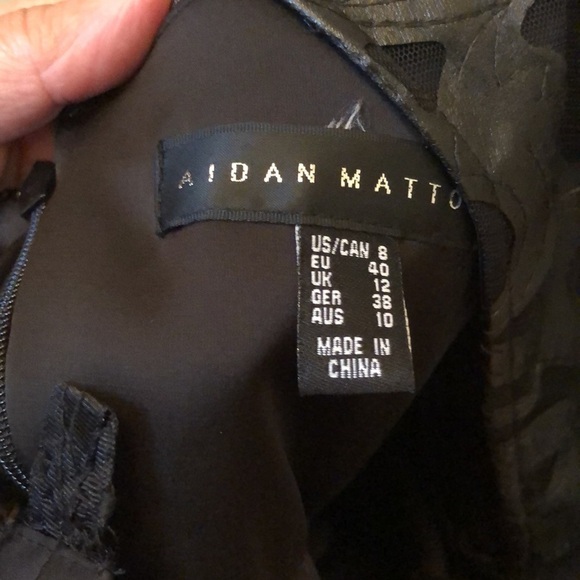 AIDAN MATTO
US/CAN 8
EU 40
UK 12
GER 38
AUS 10
MADE IN
CHINA